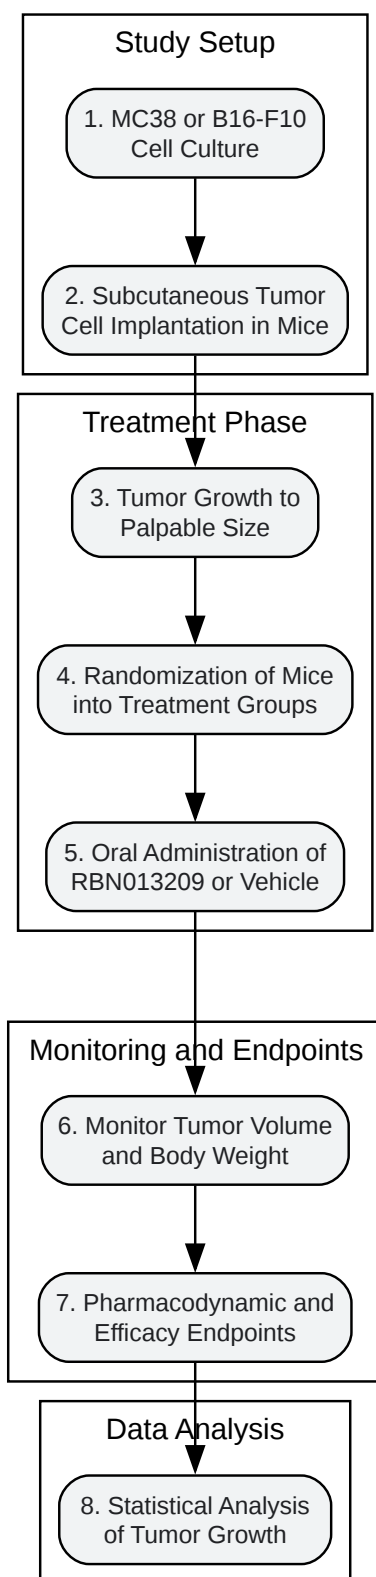 Study Setup
1. MC38 or B16-F10
Cell Culture
2. Subcutaneous Tumor
Cell Implantation in Mice
Treatment Phase
3. Tumor Growth to
Palpable Size
4. Randomization of Mice
into Treatment Groups
5. Oral Administration of
RBN013209 or Vehicle
Monitoring and Endpoints
6. Monitor Tumor Volume
and Body Weight
7. Pharmacodynamic and
Efficacy Endpoints
Data Analysis
8. Statistical Analysis
of Tumor Growth